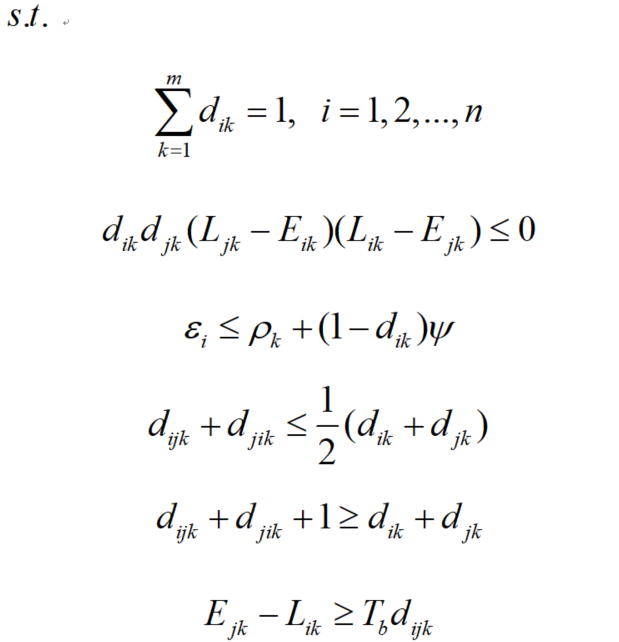 s.t. ↵
\sum_{k=1}^{m} d_{ik} = 1, i = 1, 2, ..., n
d_{ik} d_{jk} (L_{jk} − E_{ik})(L_{ik} − E_{jk}) ≤ 0
ε_i ≤ ρ_k + (1 − d_{ik})ψ
d_{ijk} + d_{jik} ≤ \frac{1}{2}(d_{ik} + d_{jk})
d_{ijk} + d_{jik} + 1 ≥ d_{ik} + d_{jk}
E_{jk} − L_{ik} ≥ T_b d_{ijk}